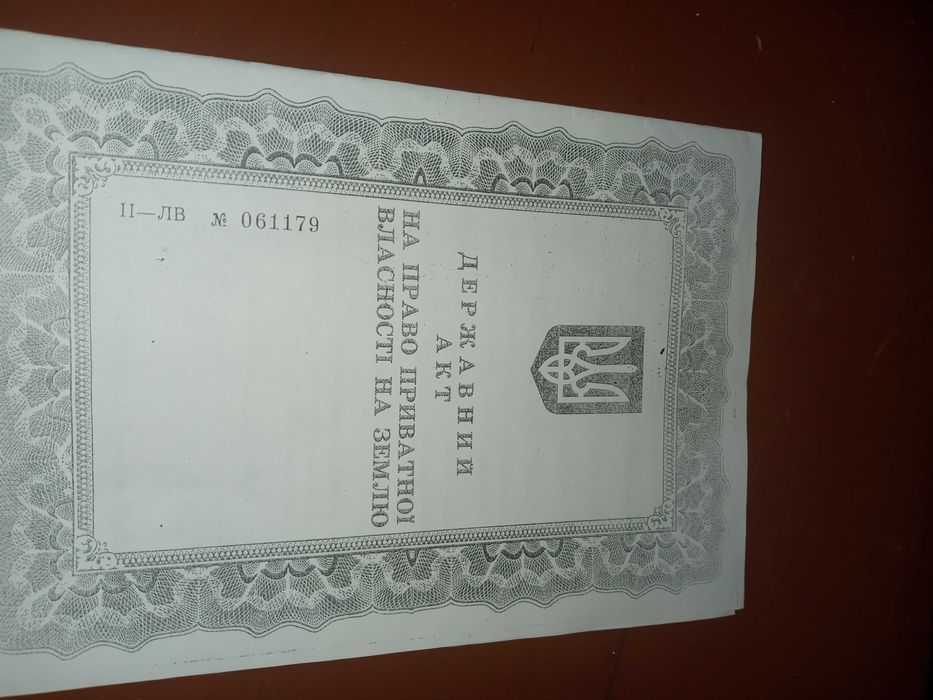 ДЕРЖАВНИЙ
АКТ
НА ПРАВО ПРИВАТНОЇ
ВЛАСНОСТІ НА ЗЕМЛЮ
II—ЛВ № 061179